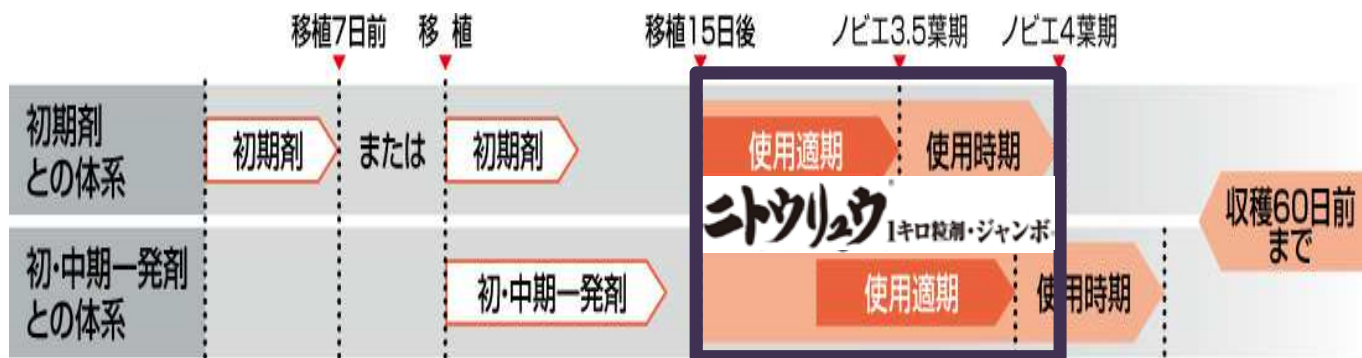 移植7日前
移 植
移植15日後
ノビエ3.5葉期
ノビエ4葉期
初期剤
との体系
初期剤
または
初期剤
使用適期
使用時期
ニトウリュウ®
1キロ粒剤・ジャンボ
収穫60日前
まで
初・中期一発剤
との体系
初・中期一発剤
使用適期
使用時期